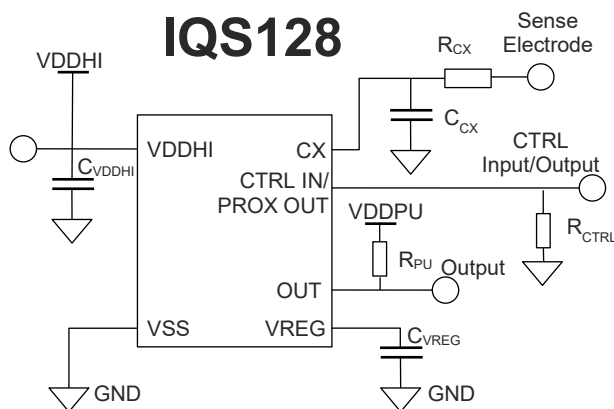 IQS128
Sense
Electrode
VDDHI
RCX
CCX
CTRL
Input/Output
VDDHI
CX
CVDDHI
CTRL IN/
PROX OUT
VDDPU
RCTRL
RPU
Output
OUT
VSS
VREG
CVREG
GND
GND